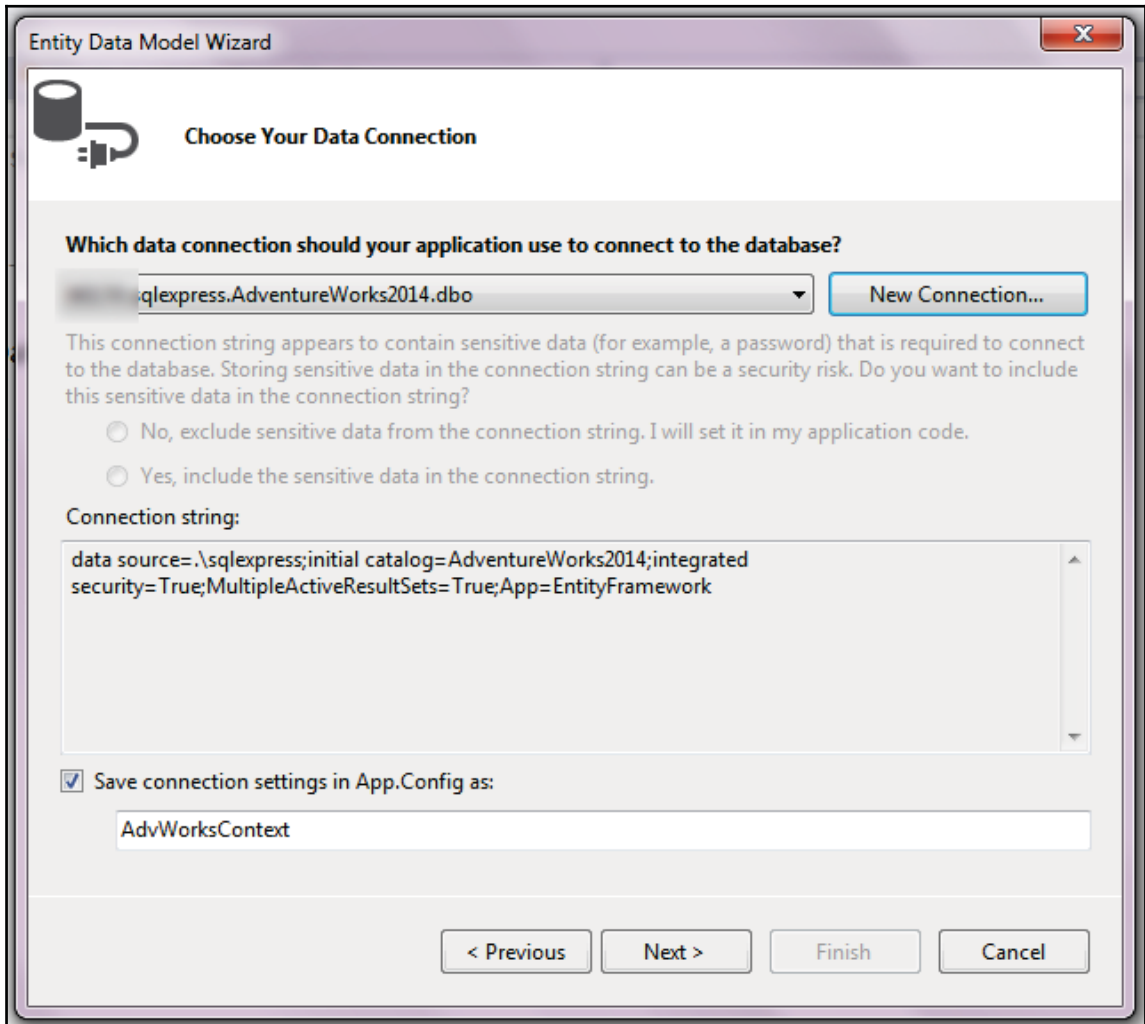 Entity Data Model Wizard
Choose Your Data Connection
Which data connection should your application use to connect to the database?
sqlexpress.AdventureWorks2014.dbo
New Connection...
This connection string appears to contain sensitive data (for example, a password) that is required to connect
to the database. Storing sensitive data in the connection string can be a security risk. Do you want to include
this sensitive data in the connection string?
No, exclude sensitive data from the connection string. I will set it in my application code.
Yes, include the sensitive data in the connection string.
Connection string:
data source=.\sqlexpress;initial catalog=AdventureWorks2014;integrated
security=True;MultipleActiveResultSets=True;App=EntityFramework
Save connection settings in App.Config as:
AdvWorksContext
< Previous
Next >
Finish
Cancel